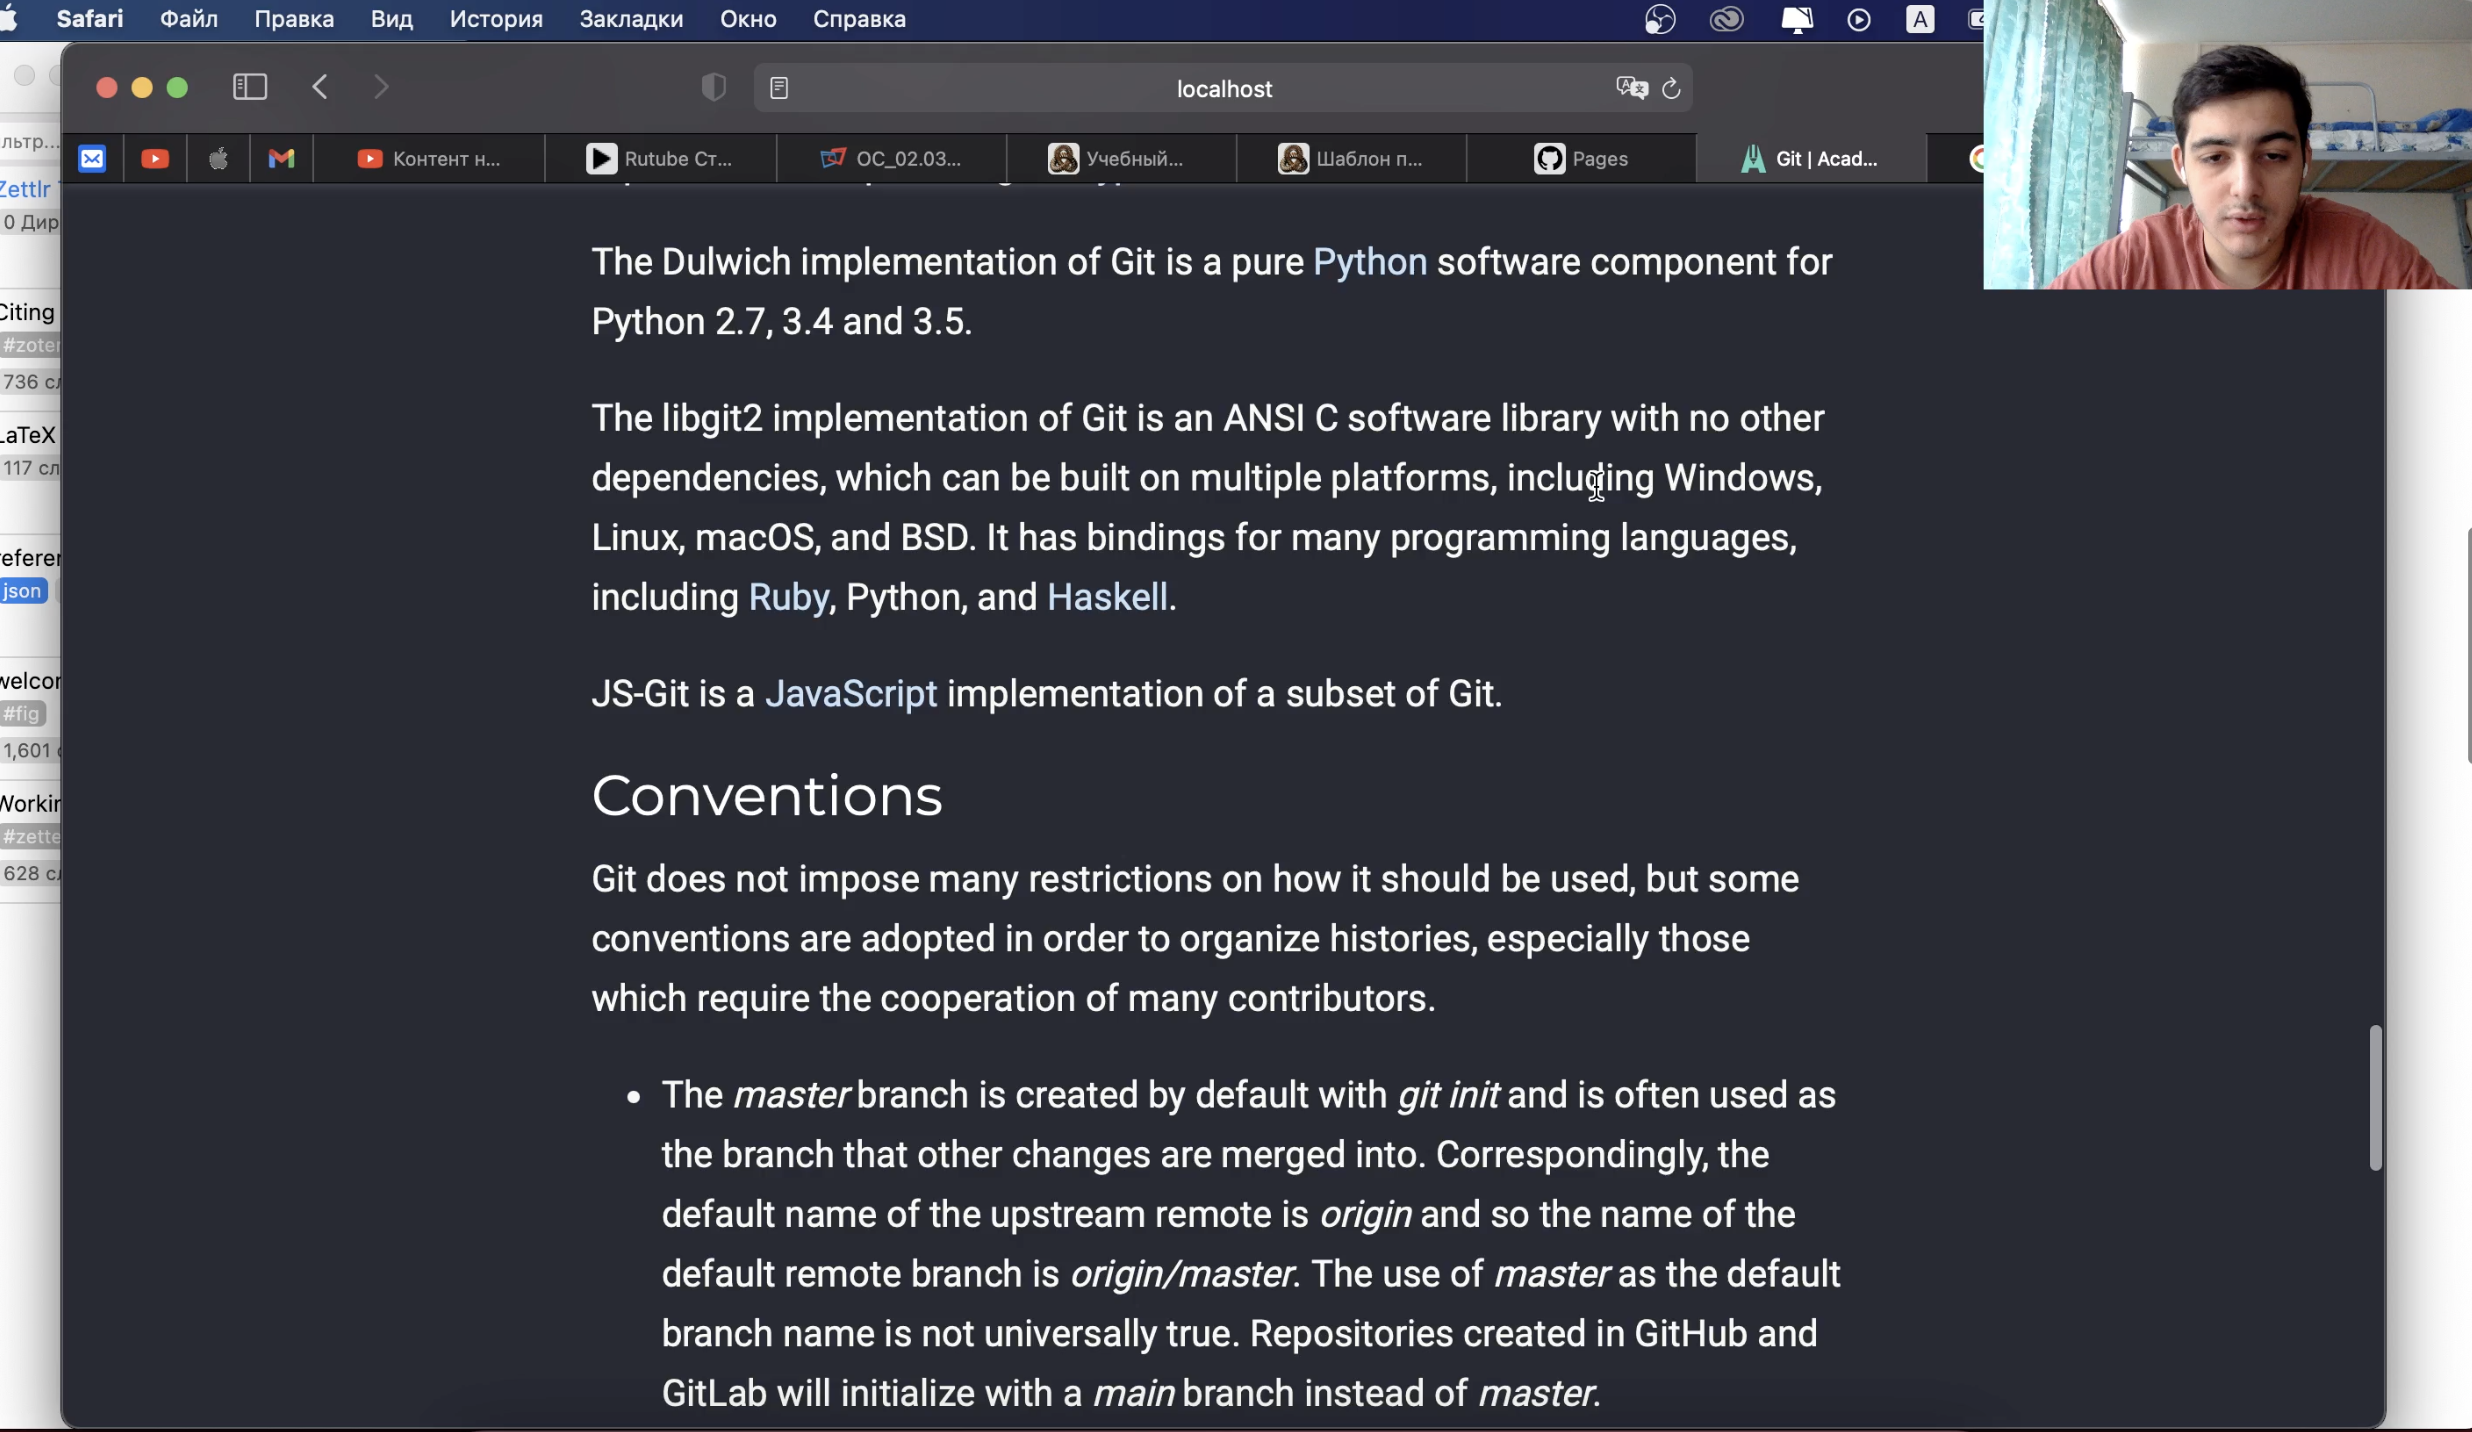 Safari Файл Правка Вид История Закладки Окно Справка
A
localhost
Контент н... Rutube Ст... ОС_02.03... Учебный... Шаблон п... Pages Git | Acad...
льтр...
Zettlr
0 Дир
Citing
#zoter
736 сл
LaTeX
117 сл
json
#fig
1,601
#zette
628 сл
The Dulwich implementation of Git is a pure Python software component for
Python 2.7, 3.4 and 3.5.
The libgit2 implementation of Git is an ANSI C software library with no other
dependencies, which can be built on multiple platforms, including Windows,
Linux, macOS, and BSD. It has bindings for many programming languages,
including Ruby, Python, and Haskell.
JS-Git is a JavaScript implementation of a subset of Git.
Conventions
Git does not impose many restrictions on how it should be used, but some
conventions are adopted in order to organize histories, especially those
which require the cooperation of many contributors.
• The master branch is created by default with git init and is often used as
the branch that other changes are merged into. Correspondingly, the
default name of the upstream remote is origin and so the name of the
default remote branch is origin/master. The use of master as the default
branch name is not universally true. Repositories created in GitHub and
GitLab will initialize with a main branch instead of master.